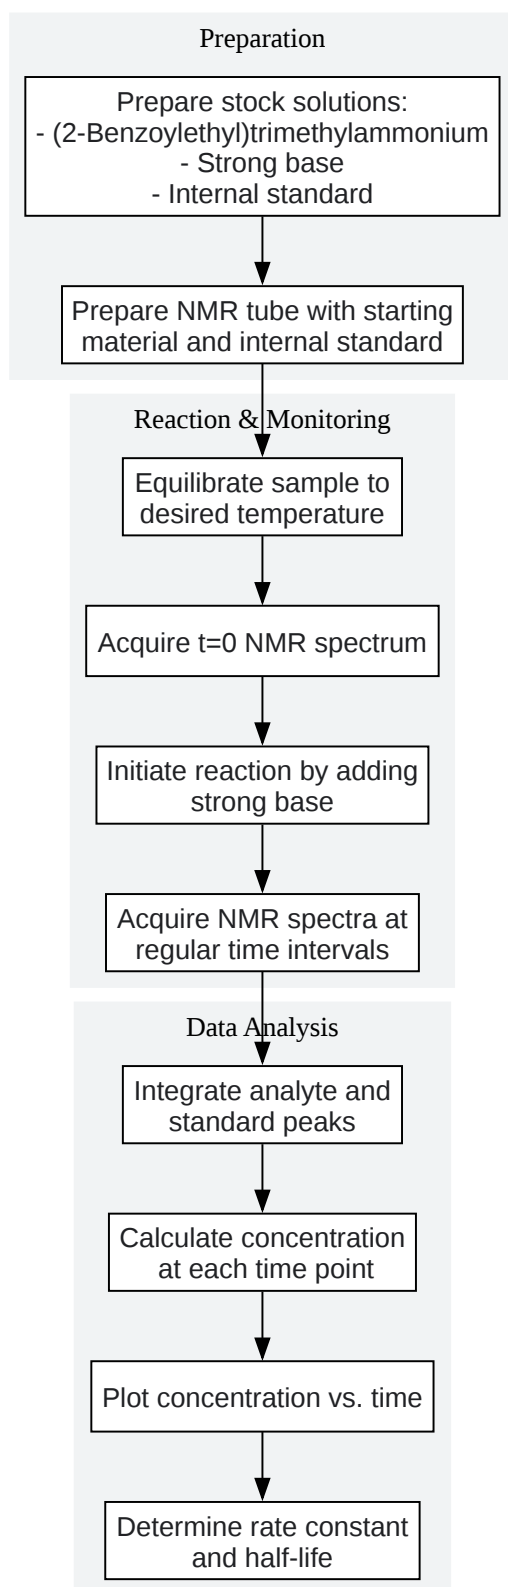 Preparation
Prepare stock solutions:
- (2-Benzoylethyl)trimethylammonium
- Strong base
- Internal standard
Prepare NMR tube with starting
material and internal standard
Reaction & Monitoring
Equilibrate sample to
desired temperature
Acquire t=0 NMR spectrum
Initiate reaction by adding
strong base
Acquire NMR spectra at
regular time intervals
Data Analysis
Integrate analyte and
standard peaks
Calculate concentration
at each time point
Plot concentration vs. time
Determine rate constant
and half-life